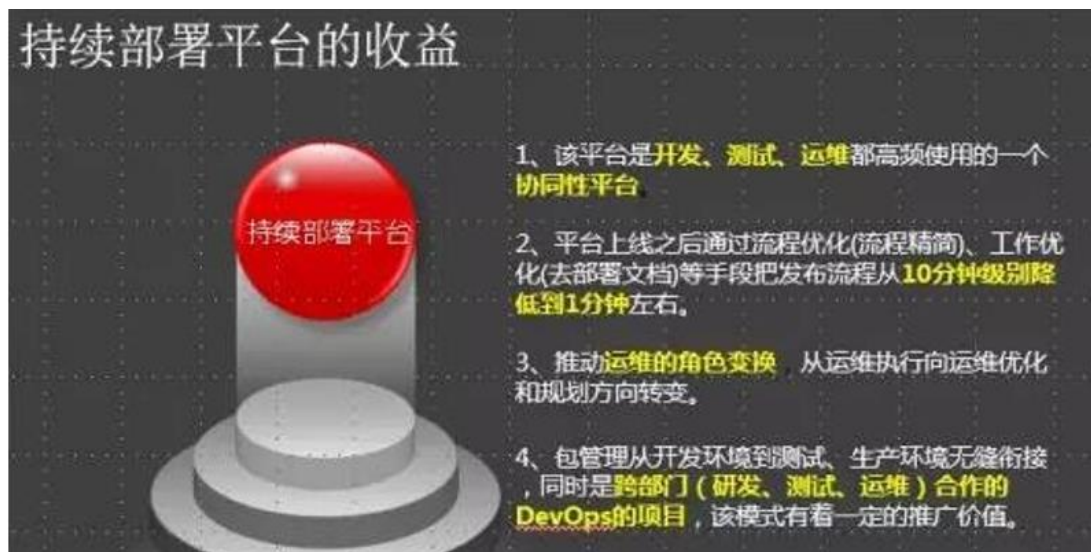 持续部署平台的收益
持续部署平台
1、该平台是开发、测试、运维都高频使用的一个
协同性平台
2、平台上线之后通过流程优化(流程精简)、工作优
化(去部署文档)等手段把发布流程从10分钟级别降
低到1分钟左右。
3、推动运维的角色变换，从运维执行向运维优化
和规划方向转变。
4、包管理从开发环境到测试、生产环境无缝衔接
，同时是跨部门（研发、测试、运维）合作的
DevOps的项目，该模式有着一定的推广价值。